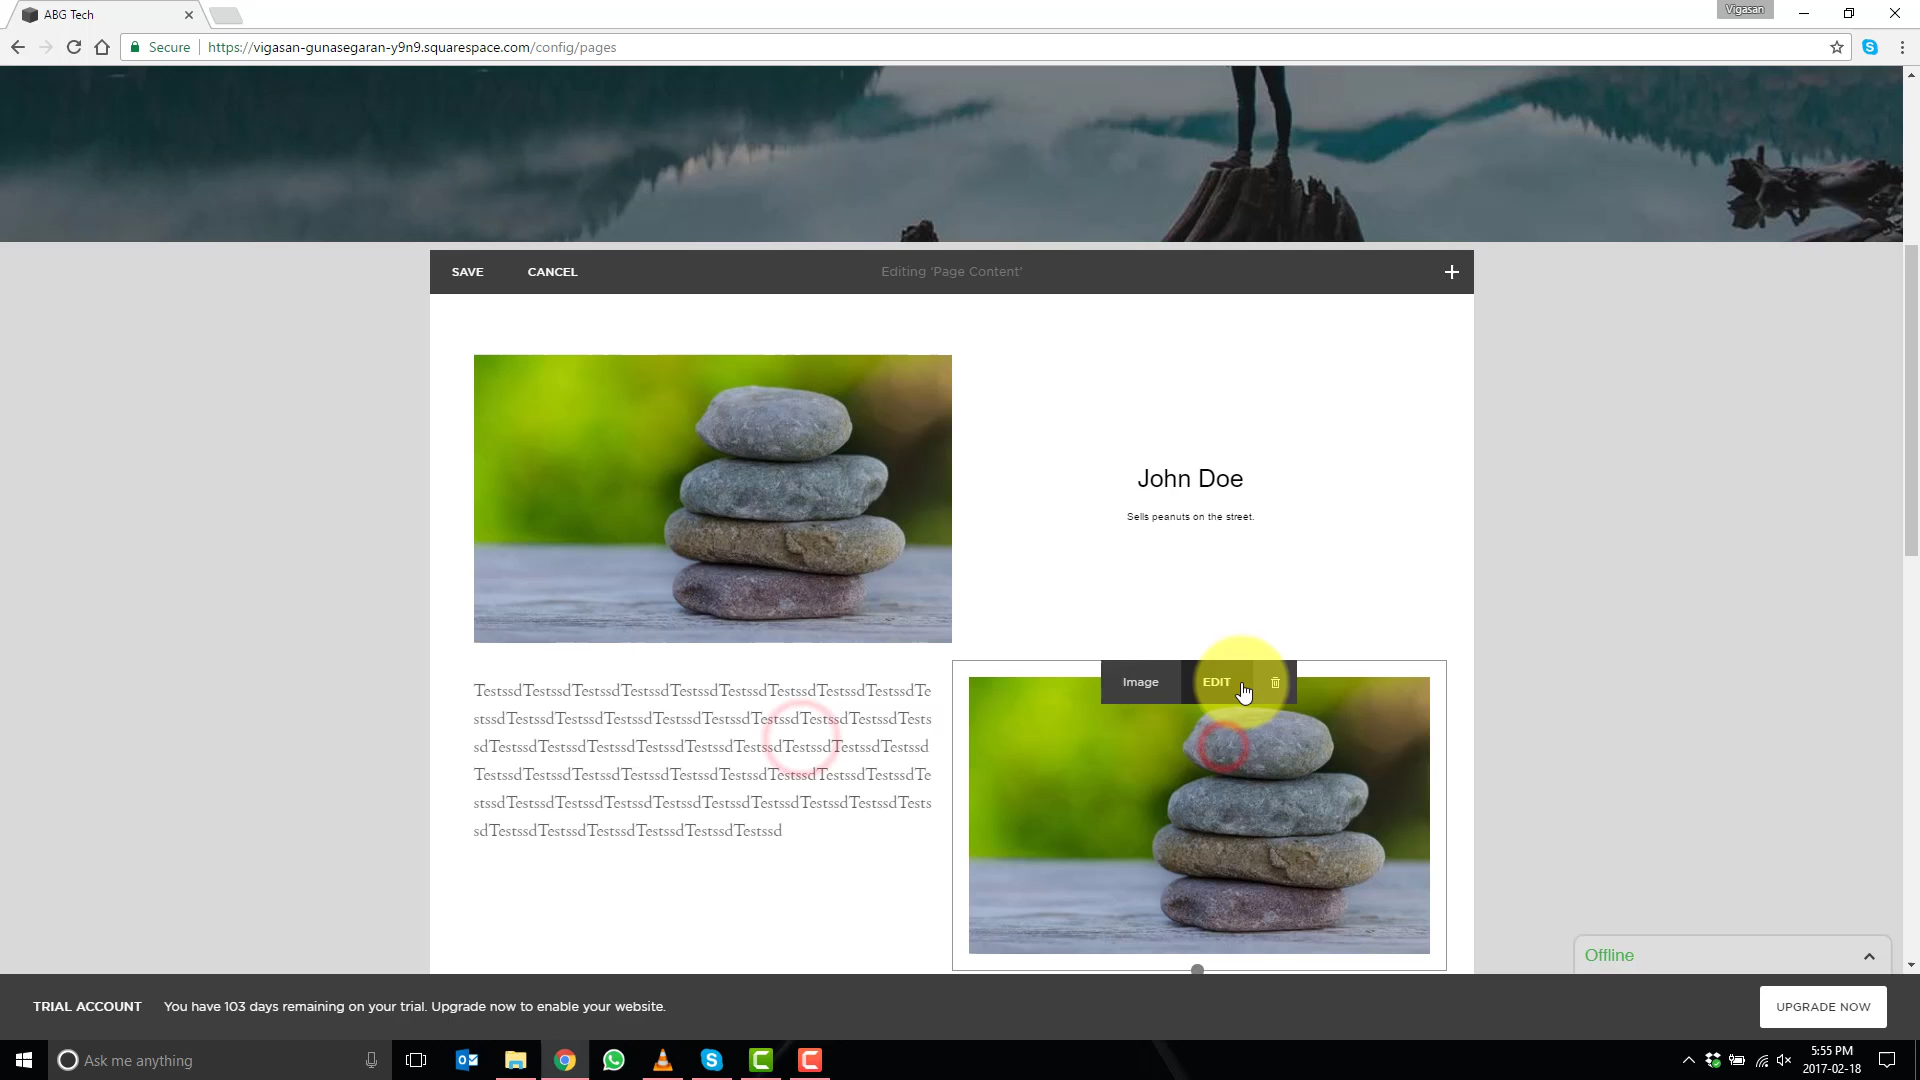 ABG Tech
Vigasan
Secure
https://vigasan-gunasegaran-y9n9.squarespace.com/config/pages
SAVE
CANCEL
Editing 'Page Content'
John Doe
Sells peanuts on the street.
Image
EDIT
TestssdTestssdTestssdTestssdTestssdTestssdTestssdTestssdTestssdTe
stssdTestssdTestssdTestssdTestssdTestssdTestssdTestssdTestssdTests
sdTestssdTestssdTestssdTestssdTestssdTestssdTestssdTestssdTestssd
TestssdTestssdTestssdTestssdTestssdTestssdTestssdTestssdTestssdTe
stssdTestssdTestssdTestssdTestssdTestssdTestssdTestssdTestssdTests
sdTestssdTestssdTestssdTestssdTestssdTestssd
Offline
TRIAL ACCOUNT
You have 103 days remaining on your trial. Upgrade now to enable your website.
UPGRADE NOW
Ask me anything
5:55 PM
2017-02-18